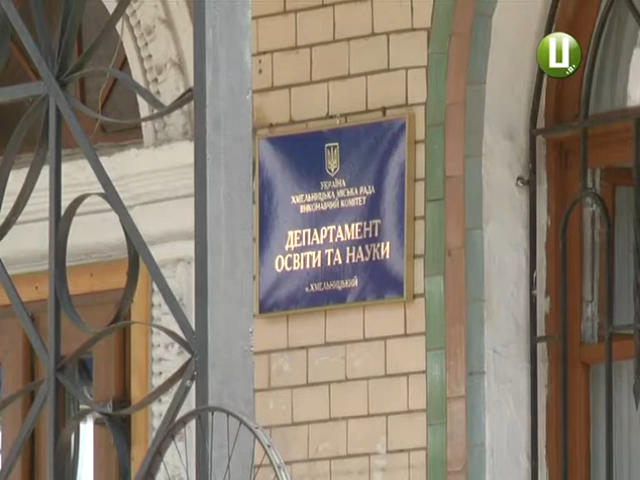 УКРАЇНА
ХМЕЛЬНИЦЬКА МІСЬКА РАДА
ВИКОНАВЧИЙ КОМІТЕТ
ДЕПАРТАМЕНТ
ОСВІТИ ТА НАУКИ
м.ХМЕЛЬНИЦЬКИЙ
Ц